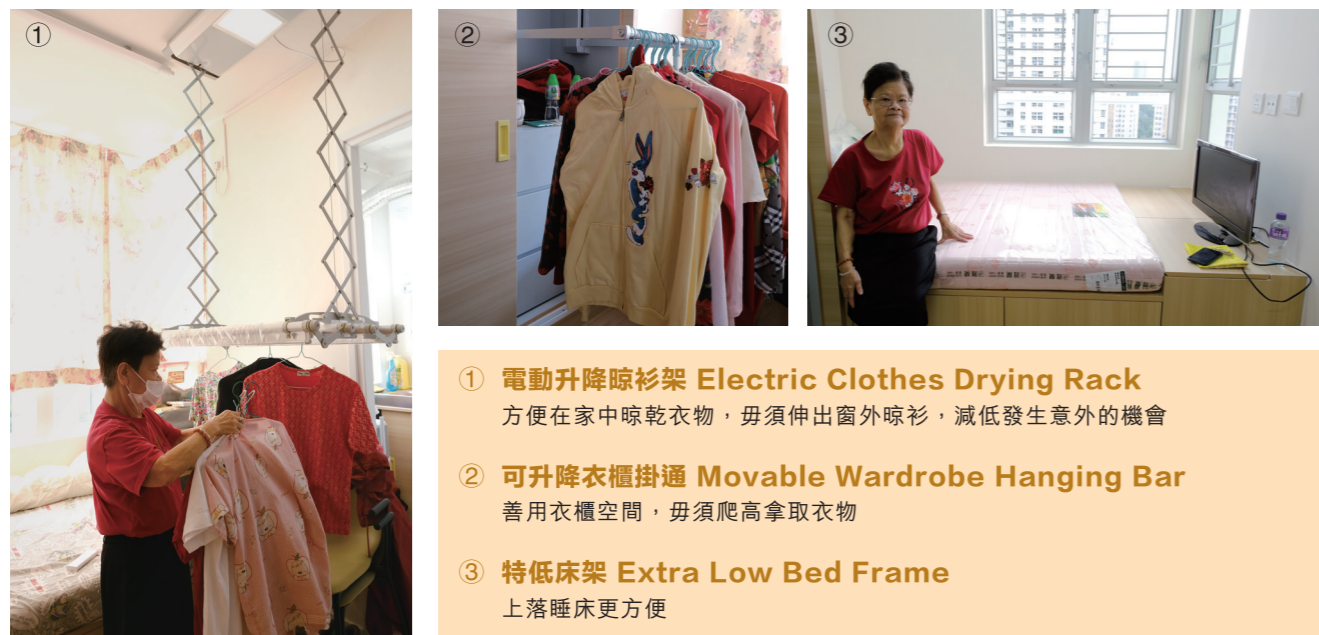 ①
②
③
① 電動升降晾衫架 Electric Clothes Drying Rack
方便在家中晾乾衣物，毋須伸出窗外晾衫，減低發生意外的機會
② 可升降衣櫃掛通 Movable Wardrobe Hanging Bar
善用衣櫃空間，毋須爬高拿取衣物
③ 特低床架 Extra Low Bed Frame
上落睡床更方便